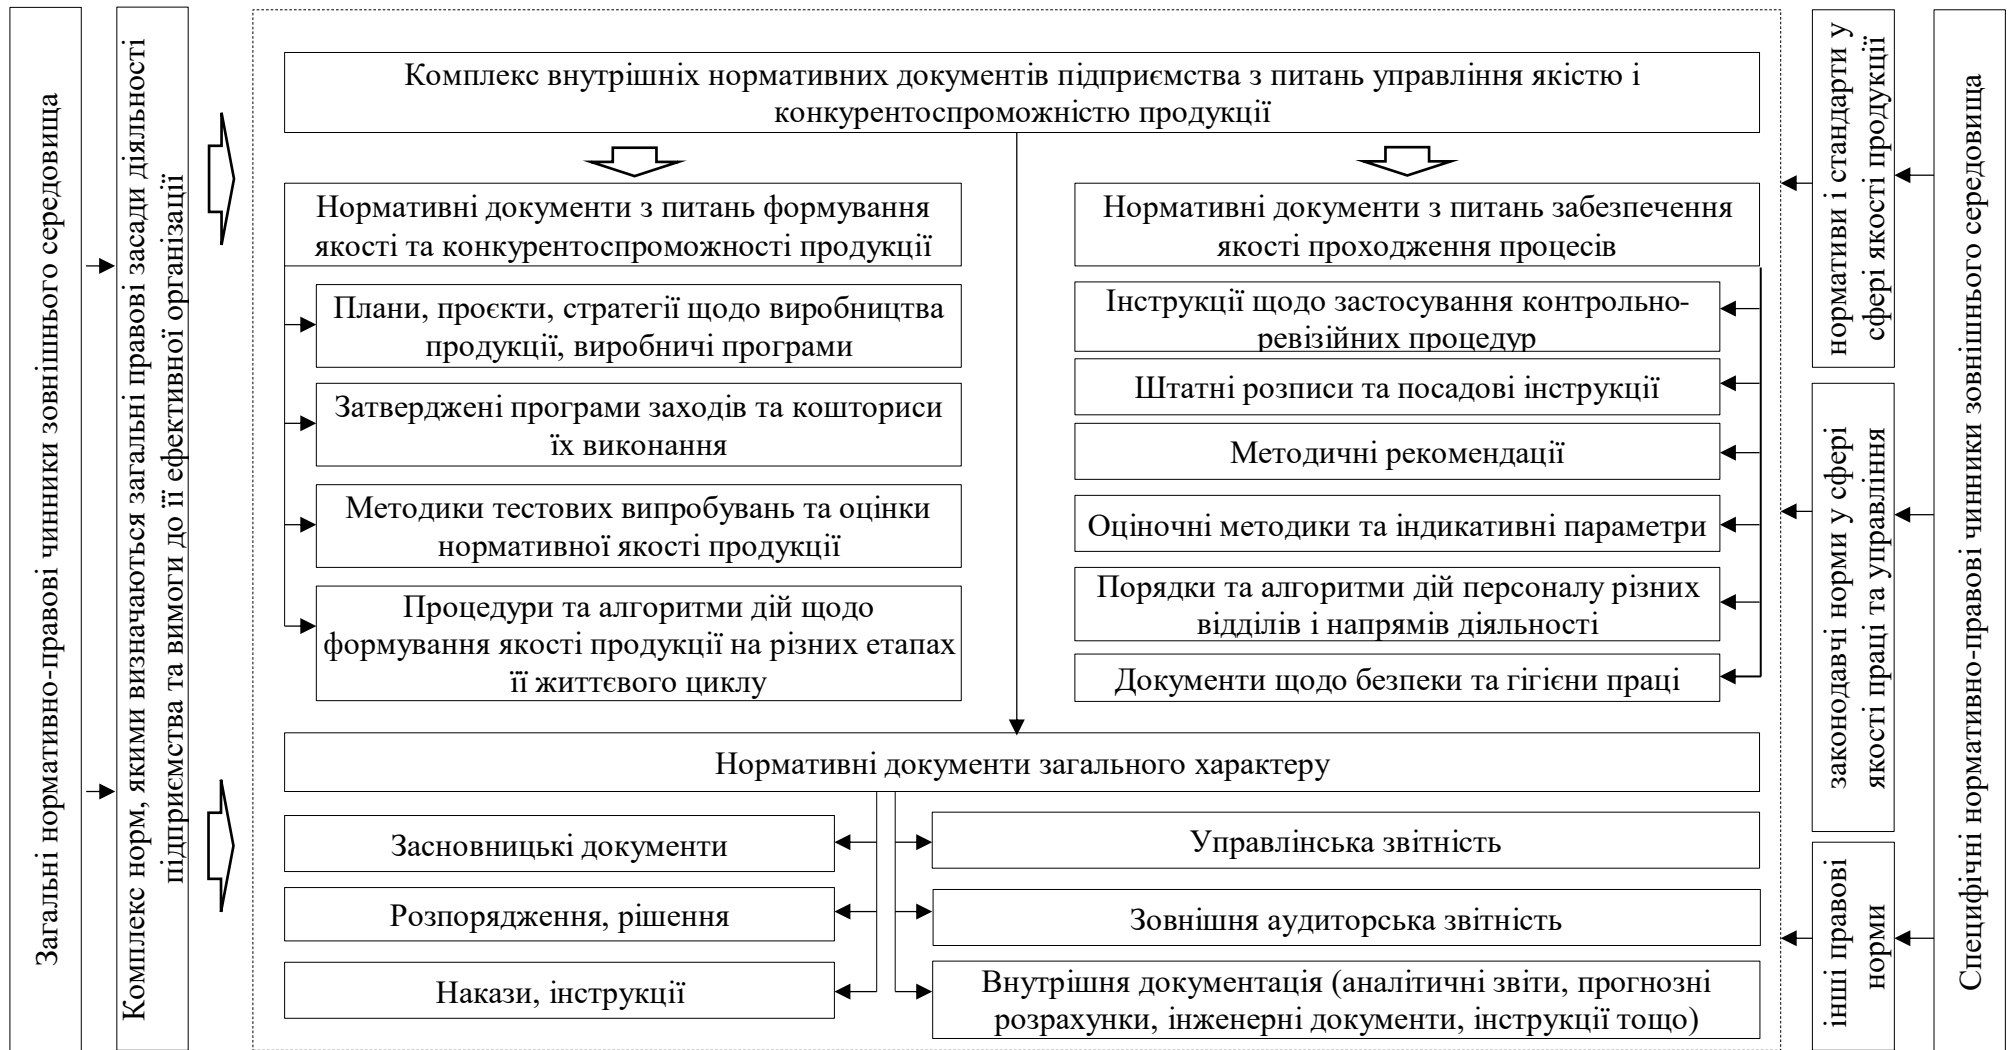 Загальні нормативно-правові чинники зовнішнього середовища
Комплекс норм, якими визначаються загальні правові засади діяльності
підприємства та вимоги до її ефективної організації
Комплекс внутрішніх нормативних документів підприємства з питань управління якістю і
конкурентоспроможністю продукції
Нормативні документи з питань формування
якості та конкурентоспроможності продукції
Плани, проєкти, стратегії щодо виробництва
продукції, виробничі програми
Затверджені програми заходів та кошториси
їх виконання
Методики тестових випробувань та оцінки
нормативної якості продукції
Процедури та алгоритми дій щодо
формування якості продукції на різних етапах
її життєвого циклу
Нормативні документи з питань забезпечення
якості проходження процесів
Інструкції щодо застосування контрольно-
ревізійних процедур
Штатні розписи та посадові інструкції
Методичні рекомендації
Оціночні методики та індикативні параметри
Порядки та алгоритми дій персоналу різних
відділів і напрямів діяльності
Документи щодо безпеки та гігієни праці
Нормативні документи загального характеру
Засновницькі документи
Розпорядження, рішення
Накази, інструкції
Управлінська звітність
Зовнішня аудиторська звітність
Внутрішня документація (аналітичні звіти, прогнозні
розрахунки, інженерні документи, інструкції тощо)
нормативи і стандарти у
сфері якості продукції
законодавчі норми у сфері
якості праці та управління
інші правові
норми
Специфічні нормативно-правові чинники зовнішнього середовища